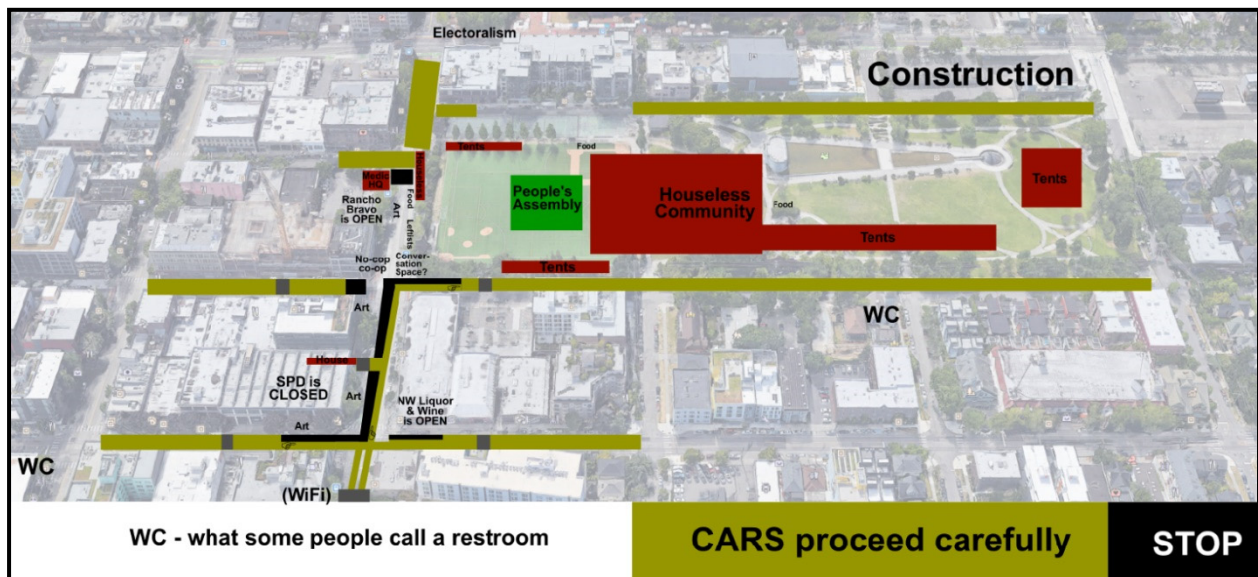 Electoralism
Construction
Tents
Food
Medic
HQ
Rancho
Bravo
is OPEN
Food
Art
Leftists
People's
Assembly
Houseless
Community
Food
Tents
Tents
Tents
No-cop
co-op
Conver-
sation
Space?
Art
WC
House
SPD is
CLOSED
Art
NW Liquor
& Wine
is OPEN
Art
WC
(WiFi)
WC - what some people call a restroom
CARS proceed carefully
STOP